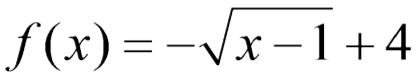 f(x) = −√(x − 1) + 4